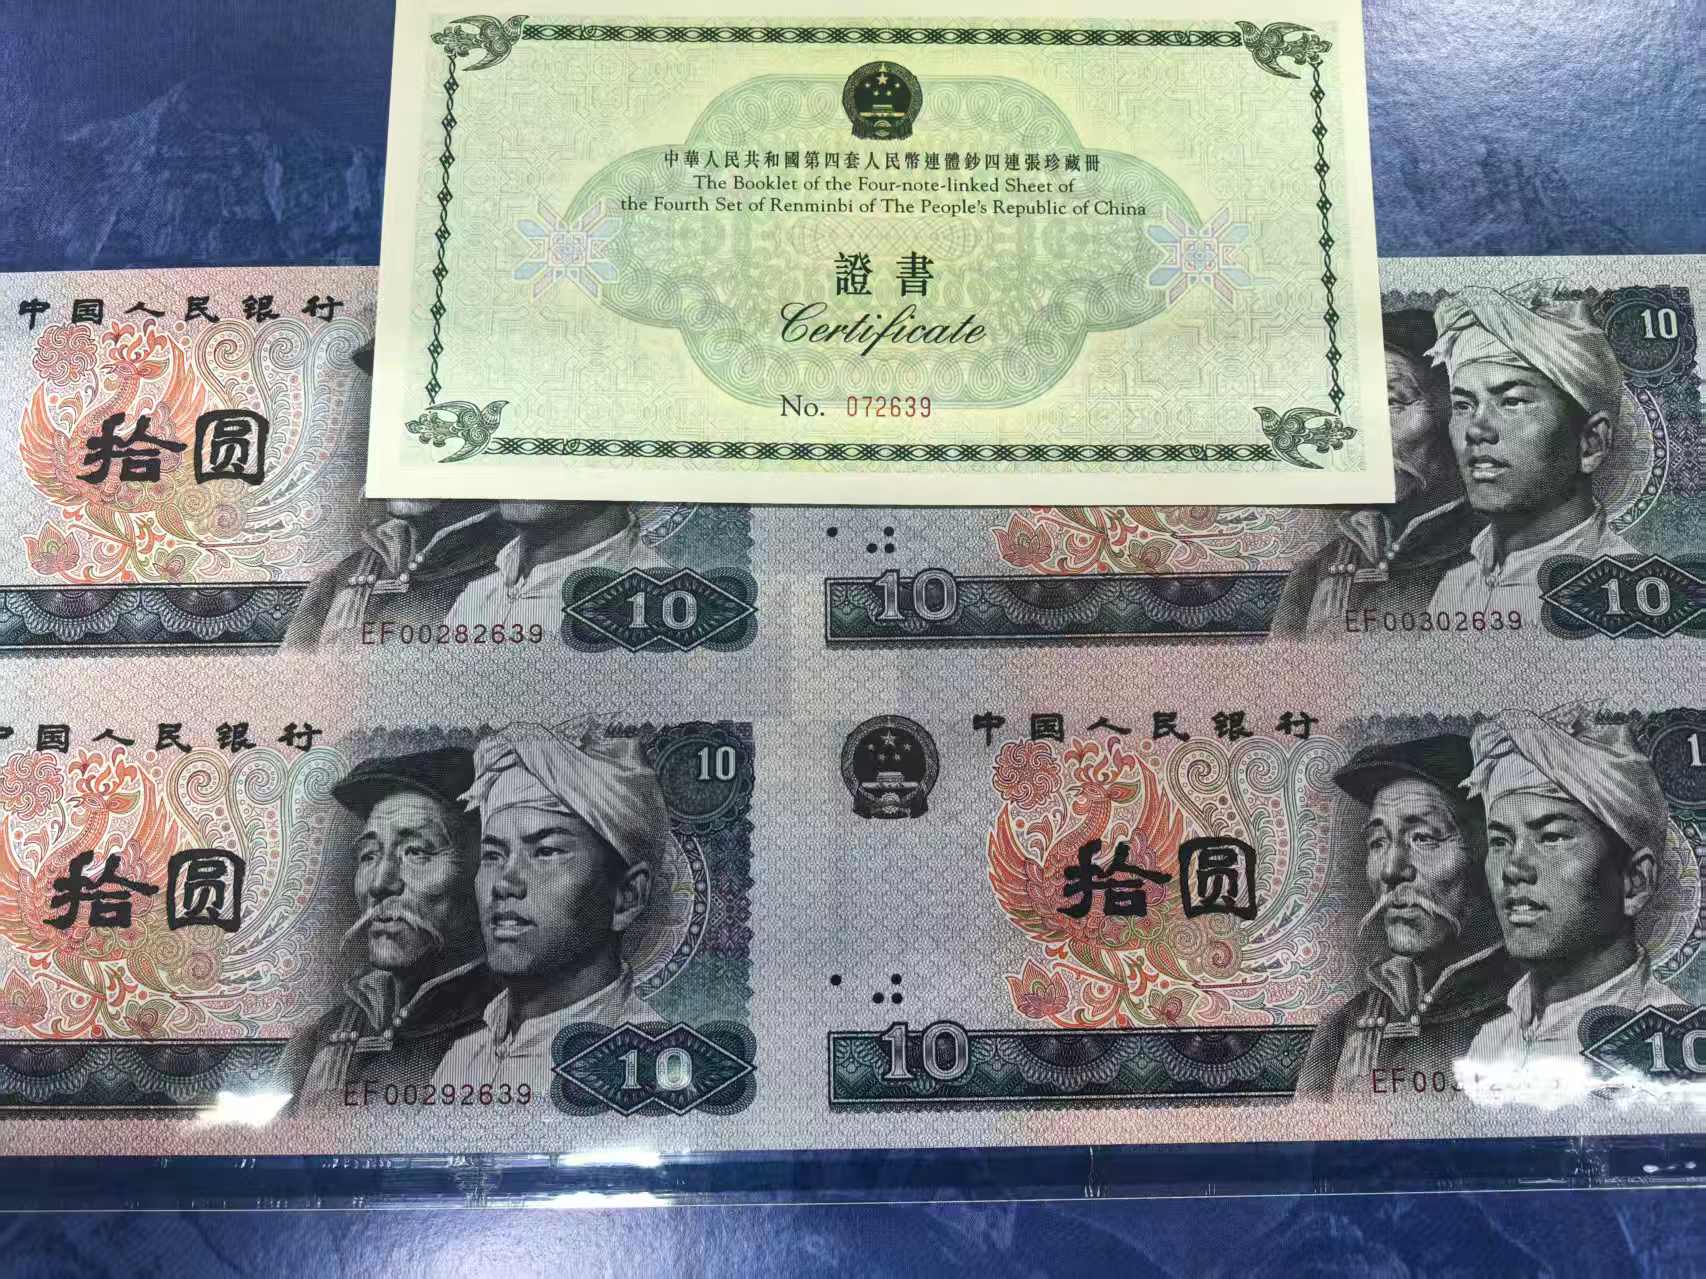 中華人民共和國第四套人民幣連體鈔四連張珍藏冊
The Booklet of the Four-note-linked Sheet of
the Fourth Set of Renminbi of The People's Republic of China
證書
Certificate
No. 072639
中国人民银行
拾圆
10
EF00282639
10
10
10
EF00302639
10
中国人民银行
10
拾圆
EF00292639
10
中国人民银行
拾圆
10
10